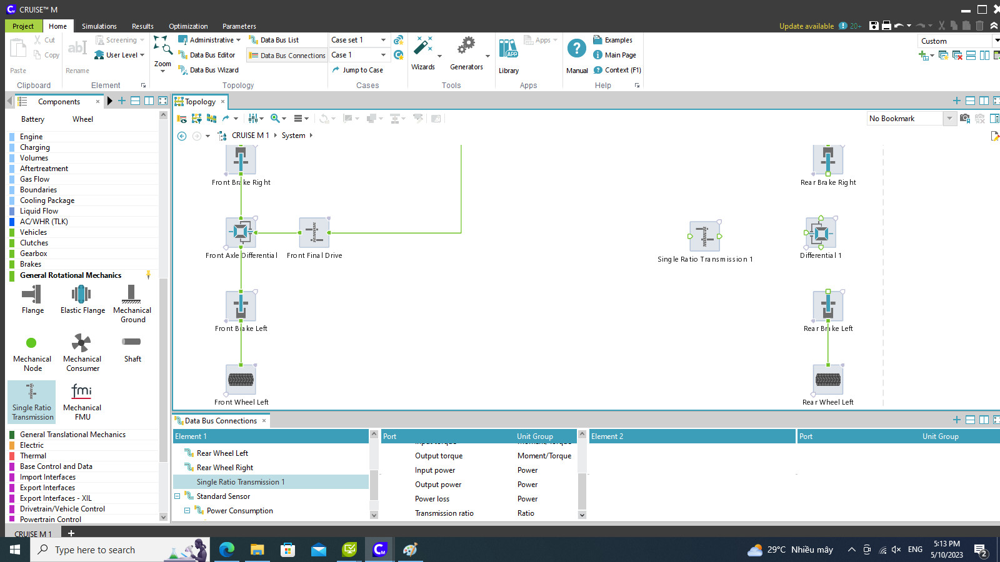 CRUISE™ M
Project Home Simulations Results Optimization Parameters
Update available 20+
Cut
Copy
Paste
Clipboard
Screening
User Level
Rename
Element
Zoom
Administrative
Data Bus Editor
Data Bus Wizard
Data Bus List
Data Bus Connections
Topology
Case set 1
Case 1
Jump to Case
Cases
Wizards
Generators
Tools
Library
Apps
Apps
Manual
Examples
Main Page
Context (F1)
Help
Custom
Components
Battery Wheel
Engine
Charging
Volumes
Aftertreatment
Gas Flow
Boundaries
Cooling Package
Liquid Flow
AC/WHR (TLK)
Vehicles
Clutches
Gearbox
Brakes
General Rotational Mechanics
Flange
Elastic Flange
Mechanical
Ground
Mechanical
Node
Mechanical
Consumer
Shaft
Single Ratio
Transmission
fmi
Mechanical
FMU
General Translational Mechanics
Electric
Thermal
Base Control and Data
Import Interfaces
Export Interfaces
Export Interfaces - XIL
Drivetrain/Vehicle Control
Powertrain Control
Topology
No Bookmark
CRUISE M 1 System
Front Brake Right
Rear Brake Right
Front Axle Differential
Front Final Drive
Single Ratio Transmission 1
Differential 1
Front Brake Left
Rear Brake Left
Front Wheel Left
Rear Wheel Left
Data Bus Connections
Element 1
Port Unit Group
Element 2
Port Unit Group
Rear Wheel Left
Rear Wheel Right
Single Ratio Transmission 1
Standard Sensor
Power Consumption
Input torque Moment/Torque
Output torque Moment/Torque
Input power Power
Output power Power
Power loss Power
Transmission ratio Ratio
CRUISE M 1
Type here to search
29°C Nhiều mây
ENG
5:13 PM
5/10/2023
2